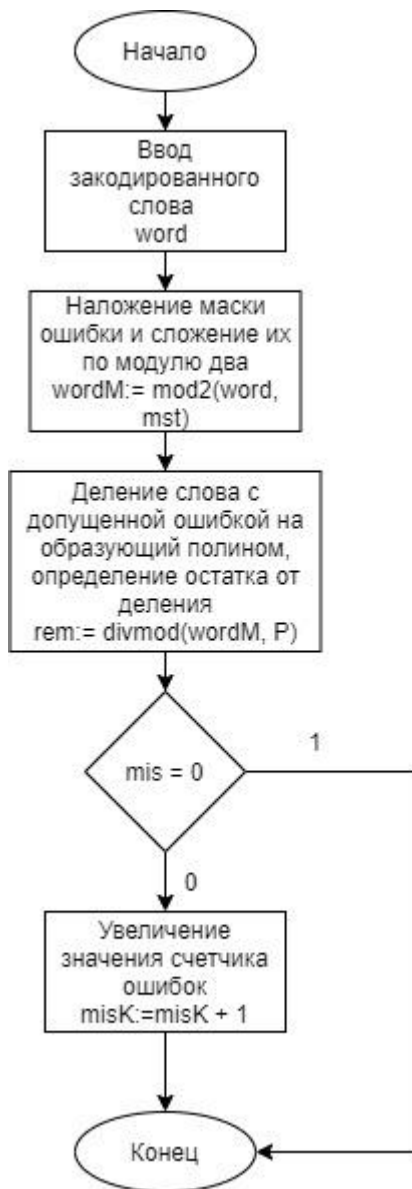 Начало
Ввод
закодированного
слова
word
Наложение маски
ошибки и сложение их
по модулю два
wordM:= mod2(word,
mst)
Деление слова с
допущенной ошибкой на
образующий полином,
определение остатка от
деления
rem:= divmod(wordM, P)
1
mis = 0
0
Увеличение
значения счетчика
ошибок
misK:=misK + 1
Конец